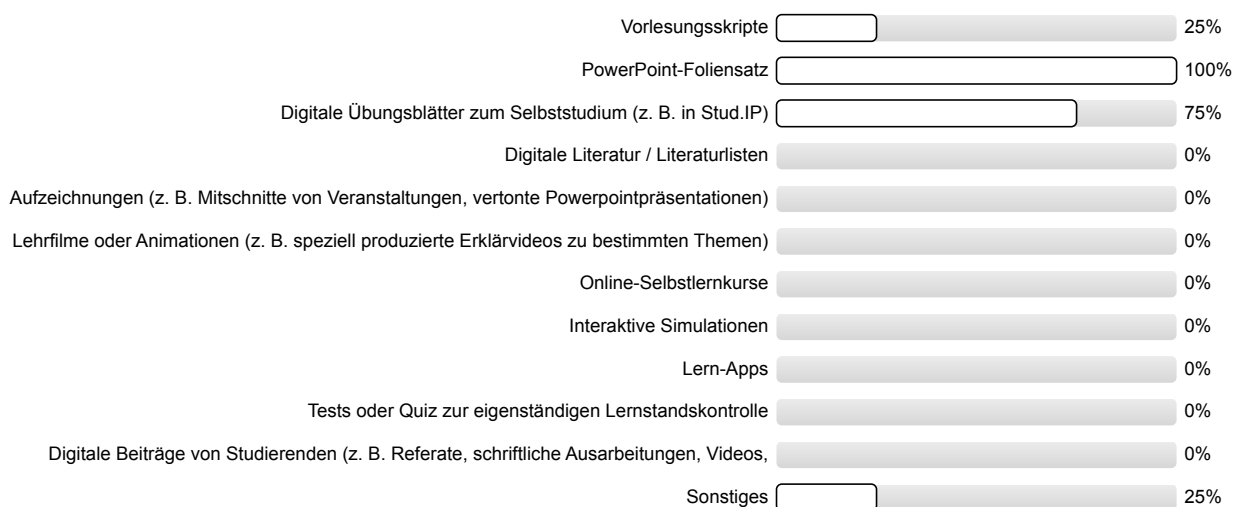 Vorlesungsskripte 25%
PowerPoint-Foliensatz 100%
Digitale Übungsblätter zum Selbststudium (z. B. in Stud.IP) 75%
Digitale Literatur / Literaturlisten 0%
Aufzeichnungen (z. B. Mitschnitte von Veranstaltungen, vertonte Powerpointpräsentationen) 0%
Lehrfilme oder Animationen (z. B. speziell produzierte Erklärvideos zu bestimmten Themen) 0%
Online-Selbstlernkurse 0%
Interaktive Simulationen 0%
Lern-Apps 0%
Tests oder Quiz zur eigenständigen Lernstandskontrolle 0%
Digitale Beiträge von Studierenden (z. B. Referate, schriftliche Ausarbeitungen, Videos, 0%
Sonstiges 25%